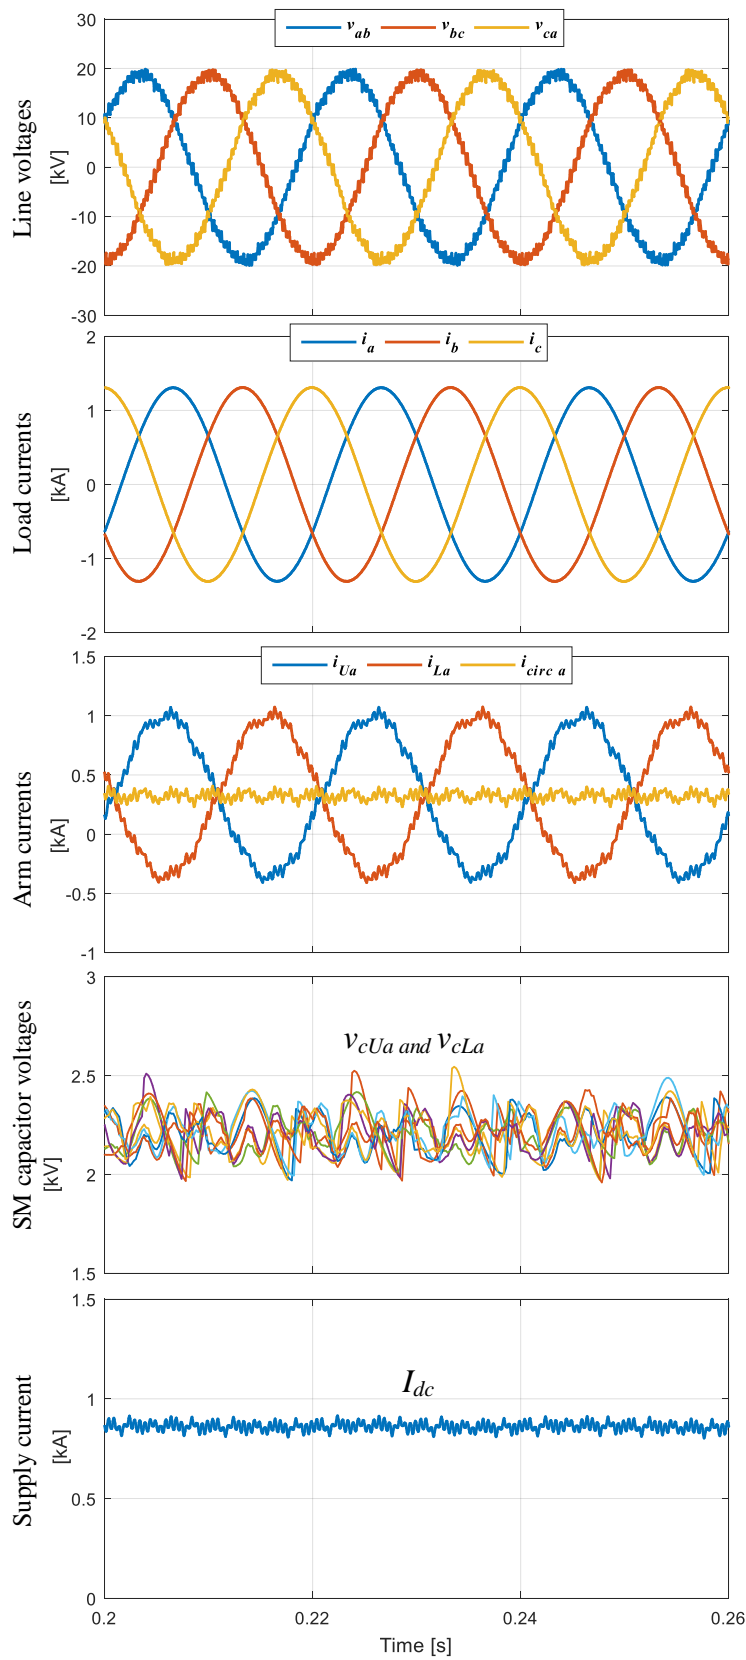 v_ab v_bc v_ca
Line voltages
[kV]
30
20
10
0
-10
-20
-30
i_a i_b i_c
Load currents
[kA]
2
1
0
-1
-2
i_Ua i_La i_circ a
Arm currents
[kA]
1.5
1
0.5
0
-0.5
-1
v_cUa and v_cLa
SM capacitor voltages
[kV]
3
2.5
2
1.5
I_dc
Supply current
[kA]
1.5
1
0.5
0
0.2 0.22 0.24 0.26
Time [s]